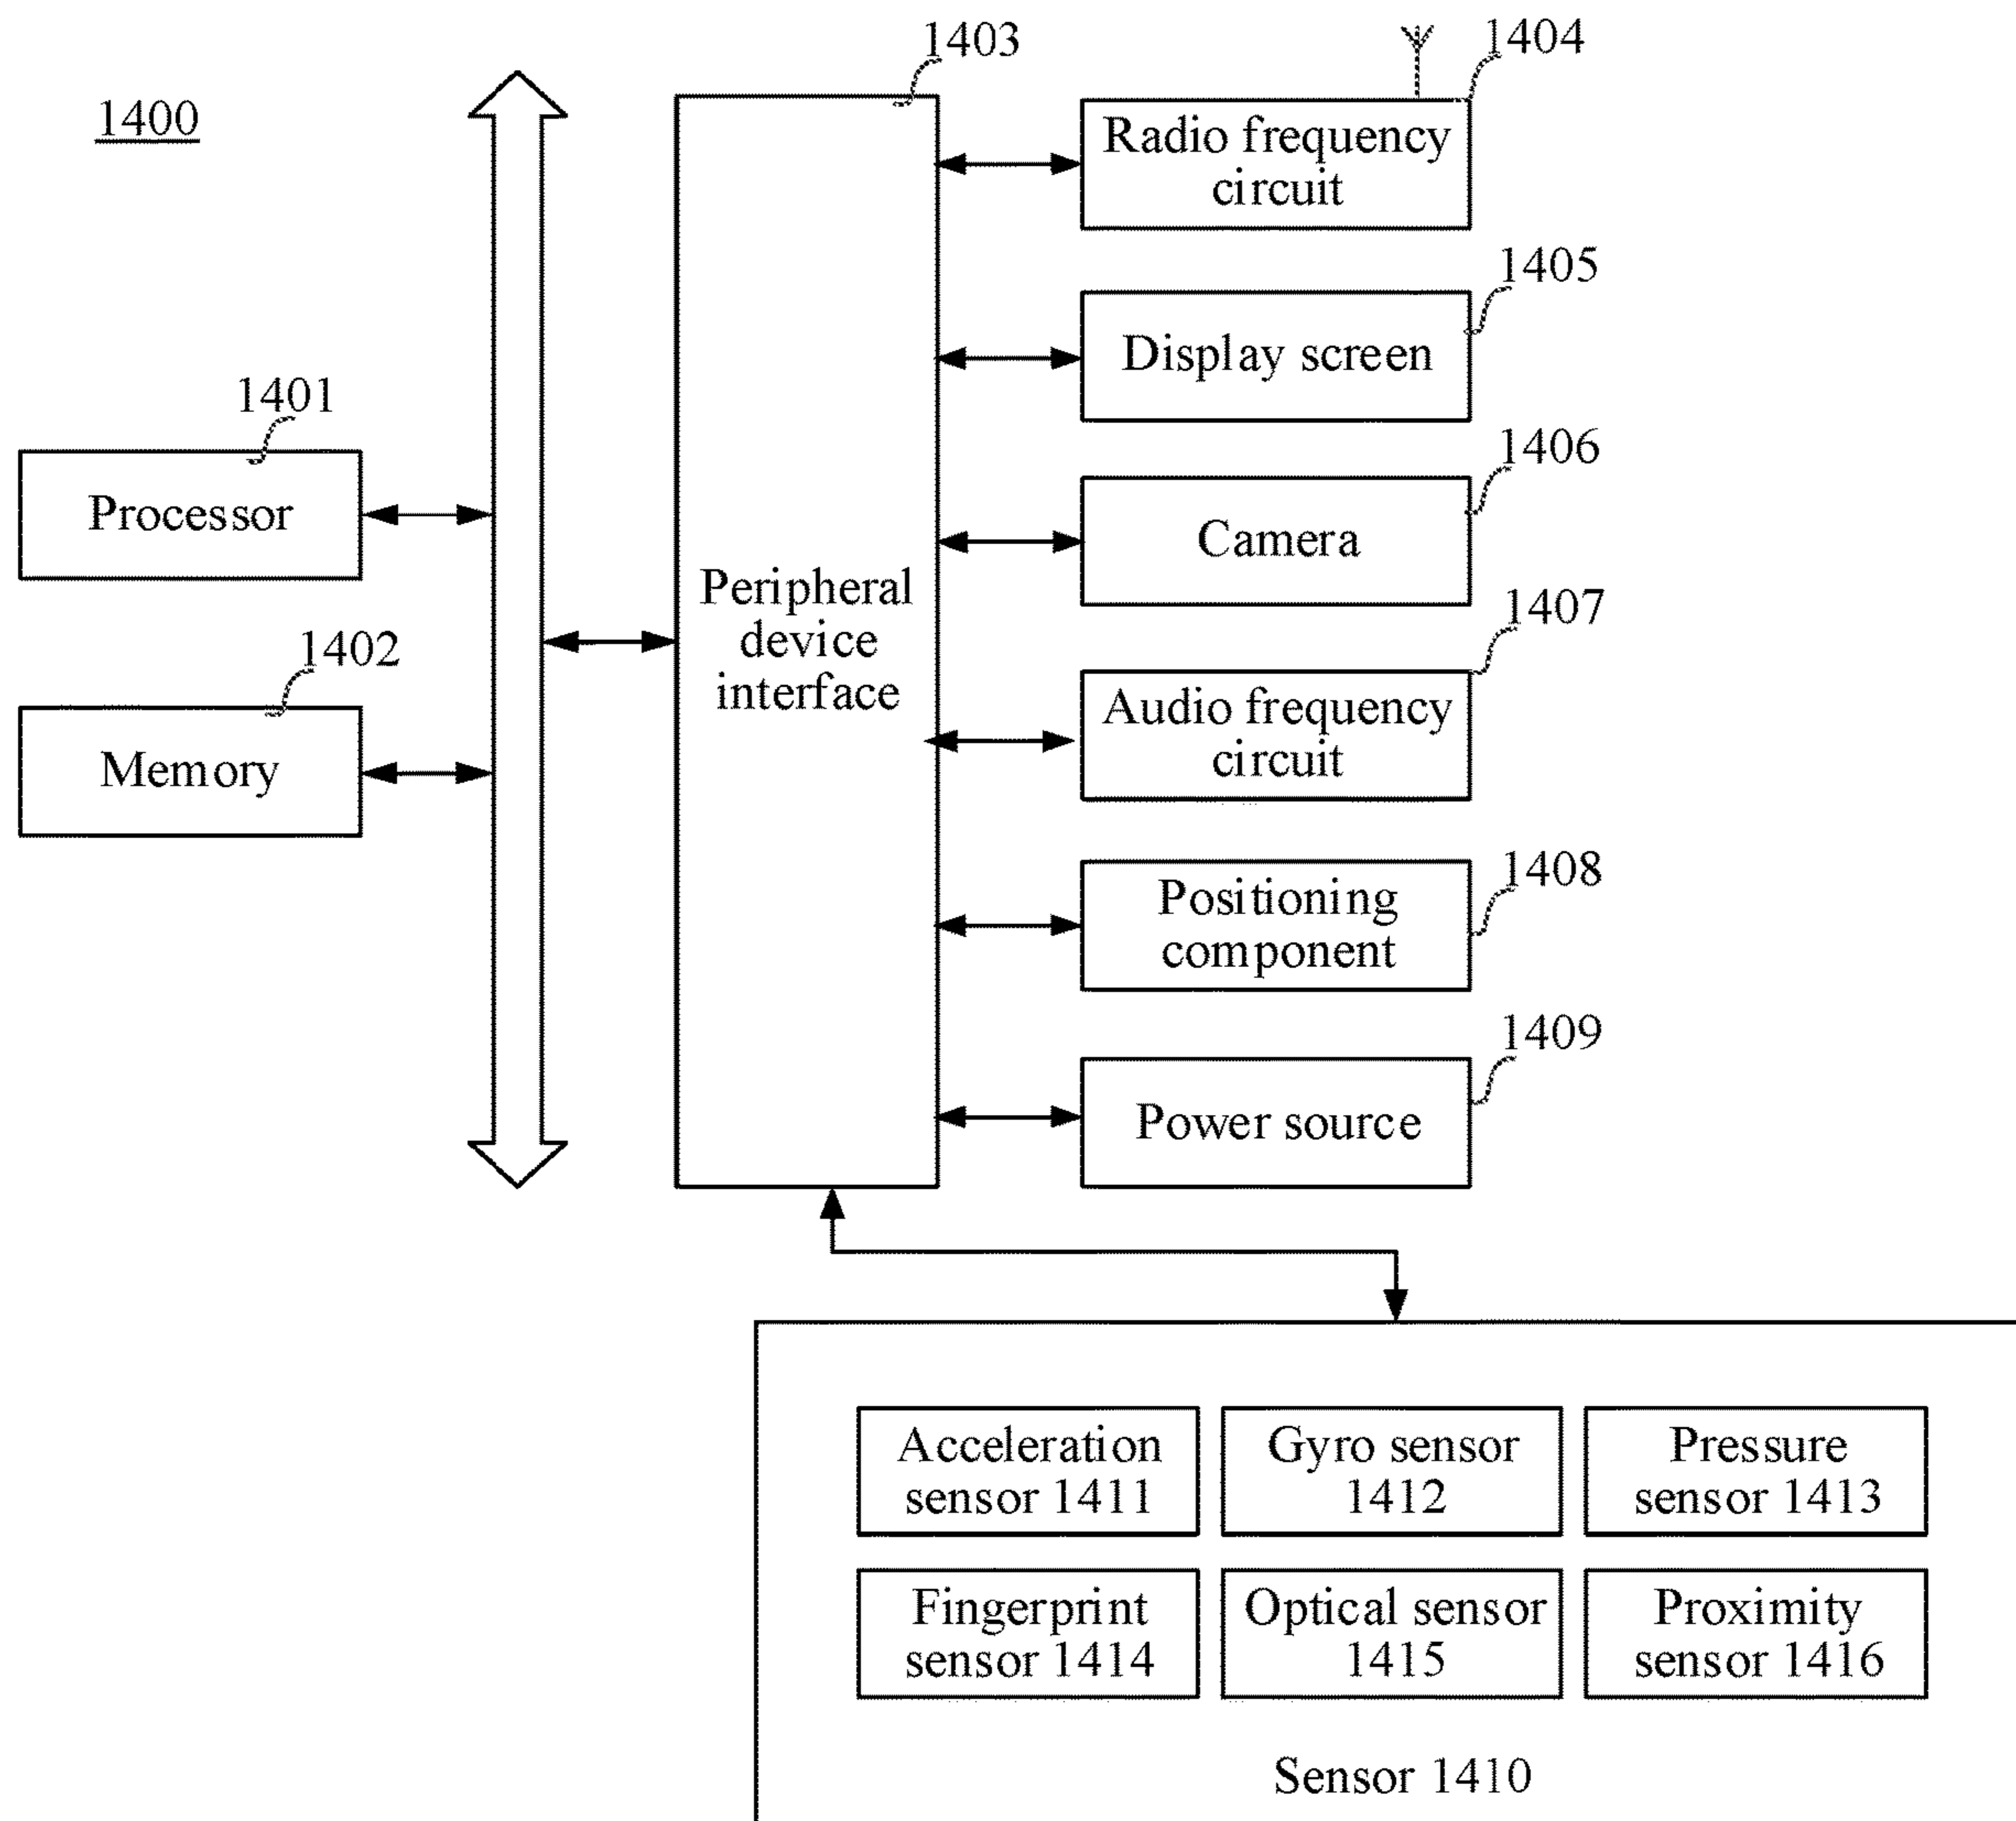 1400
1403
1404
Radio frequency
circuit
1405
Display screen
1401
Processor
1406
Camera
Peripheral
device
interface
1402
Memory
1407
Audio frequency
circuit
1408
Positioning
component
1409
Power source
Acceleration
sensor 1411
Gyro sensor
1412
Pressure
sensor 1413
Fingerprint
sensor 1414
Optical sensor
1415
Proximity
sensor 1416
Sensor 1410